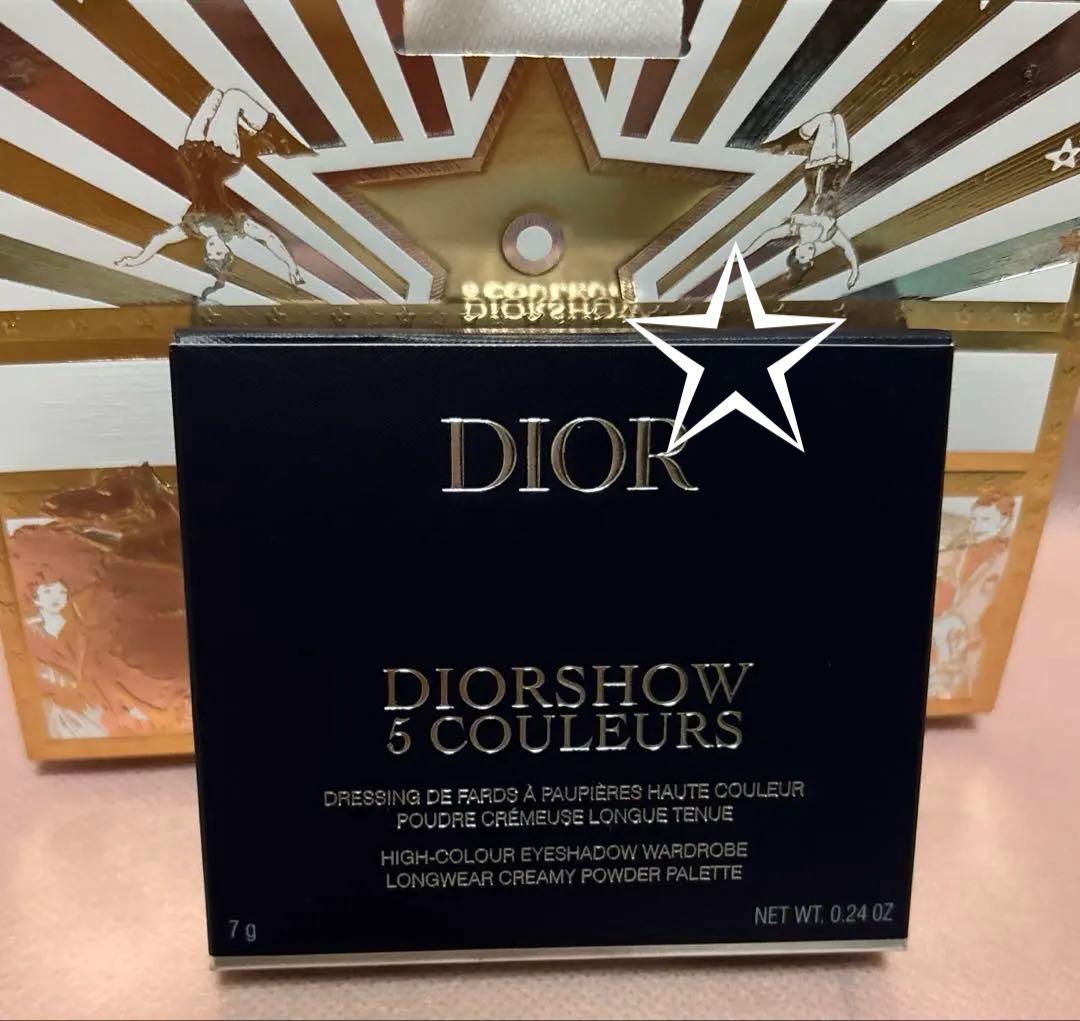 DIOR
DIORSHOW
5 COULEURS
DRESSING DE FARDS À PAUPIÈRES HAUTE COULEUR
POUDRE CRÉMEUSE LONGUE TENUE
HIGH-COLOUR EYESHADOW WARDROBE
LONGWEAR CREAMY POWDER PALETTE
7 g
NET WT. 0.24 OZ